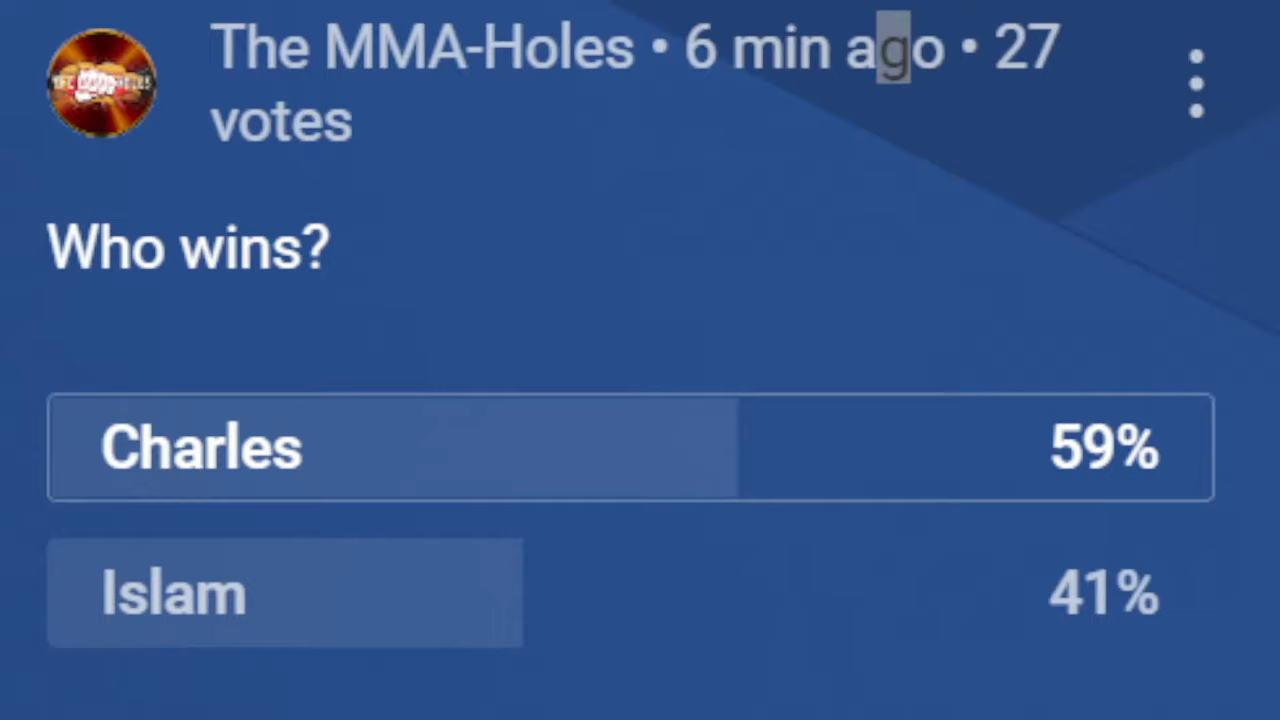 The MMA-Holes • 6 min ago • 27
votes
Who wins?
Charles 59%
Islam 41%